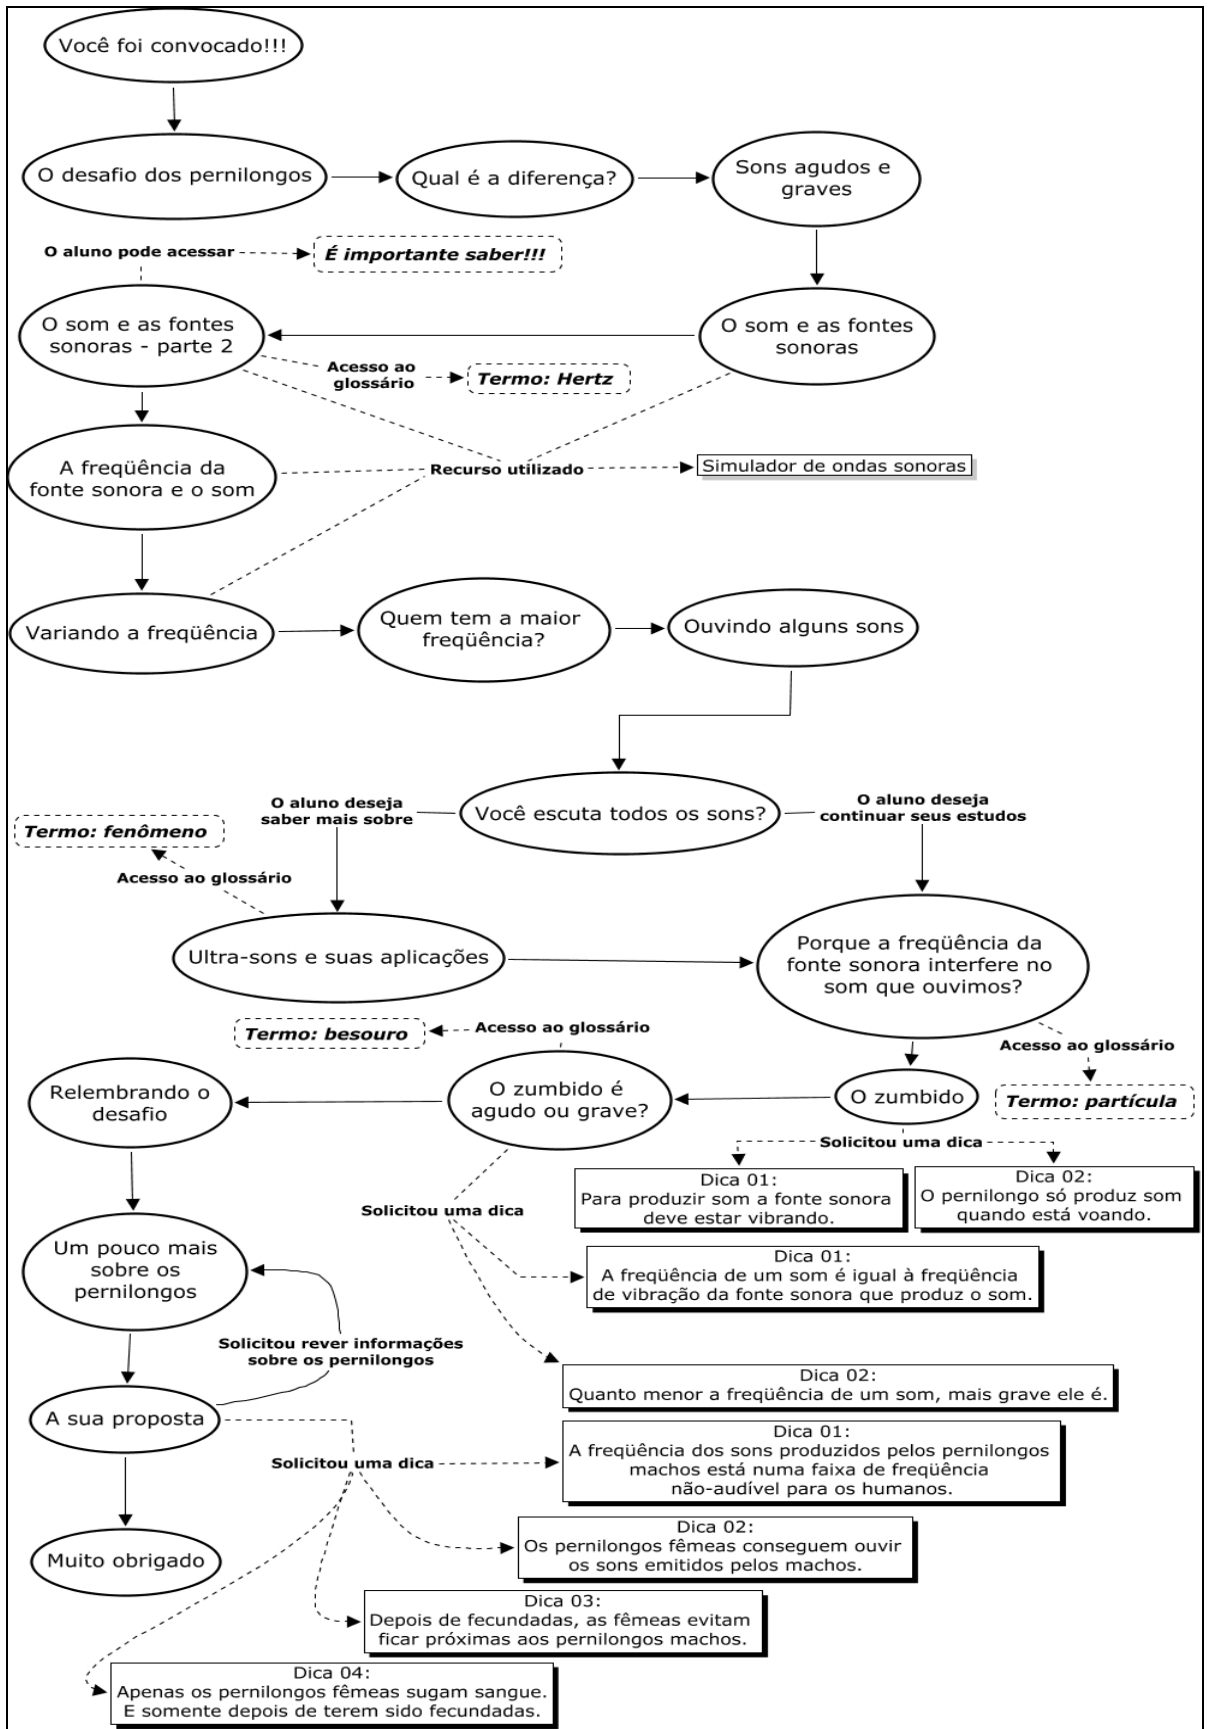 Você foi convocado!!!
O desafio dos pernilongos
Qual é a diferença?
Sons agudos e
graves
O aluno pode acessar
É importante saber!!!
O som e as fontes
sonoras - parte 2
O som e as fontes
sonoras
Acesso ao
glossário
Termo: Hertz
A freqüência da
fonte sonora e o som
Recurso utilizado
Simulador de ondas sonoras
Variando a freqüência
Quem tem a maior
freqüência?
Ouvindo alguns sons
Você escuta todos os sons?
O aluno deseja
saber mais sobre
O aluno deseja
continuar seus estudos
Termo: fenômeno
Acesso ao glossário
Ultra-sons e suas aplicações
Porque a freqüência da
fonte sonora interfere no
som que ouvimos?
Termo: besouro
Acesso ao glossário
Acesso ao glossário
Termo: partícula
Relembrando o
desafio
O zumbido é
agudo ou grave?
O zumbido
Solicitou uma dica
Dica 01:
Para produzir som a fonte sonora
deve estar vibrando.
Dica 02:
O pernilongo só produz som
quando está voando.
Solicitou uma dica
Dica 01:
A freqüência de um som é igual à freqüência
de vibração da fonte sonora que produz o som.
Um pouco mais
sobre os
pernilongos
Solicitou rever informações
sobre os pernilongos
Dica 02:
Quanto menor a freqüência de um som, mais grave ele é.
A sua proposta
Solicitou uma dica
Dica 01:
A freqüência dos sons produzidos pelos pernilongos
machos está numa faixa de freqüência
não-audível para os humanos.
Dica 02:
Os pernilongos fêmeas conseguem ouvir
os sons emitidos pelos machos.
Muito obrigado
Dica 03:
Depois de fecundadas, as fêmeas evitam
ficar próximas aos pernilongos machos.
Dica 04:
Apenas os pernilongos fêmeas sugam sangue.
E somente depois de terem sido fecundadas.